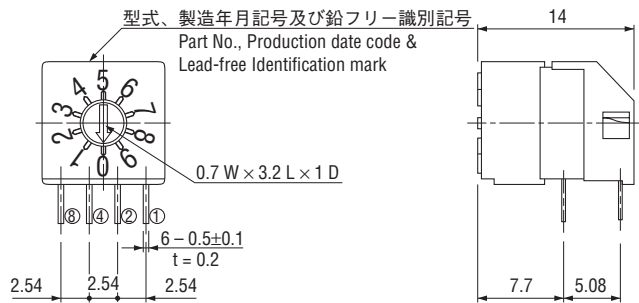 型式、製造年月記号及び鉛フリー識別記号
Part No., Production date code &
Lead-free Identification mark
14
0
1
2
3
4
5
6
7
8
9
0.7 W × 3.2 L × 1 D
⑧ ④ ② ①
6 – 0.5±0.1
t = 0.2
2.54 2.54 2.54
7.7 5.08